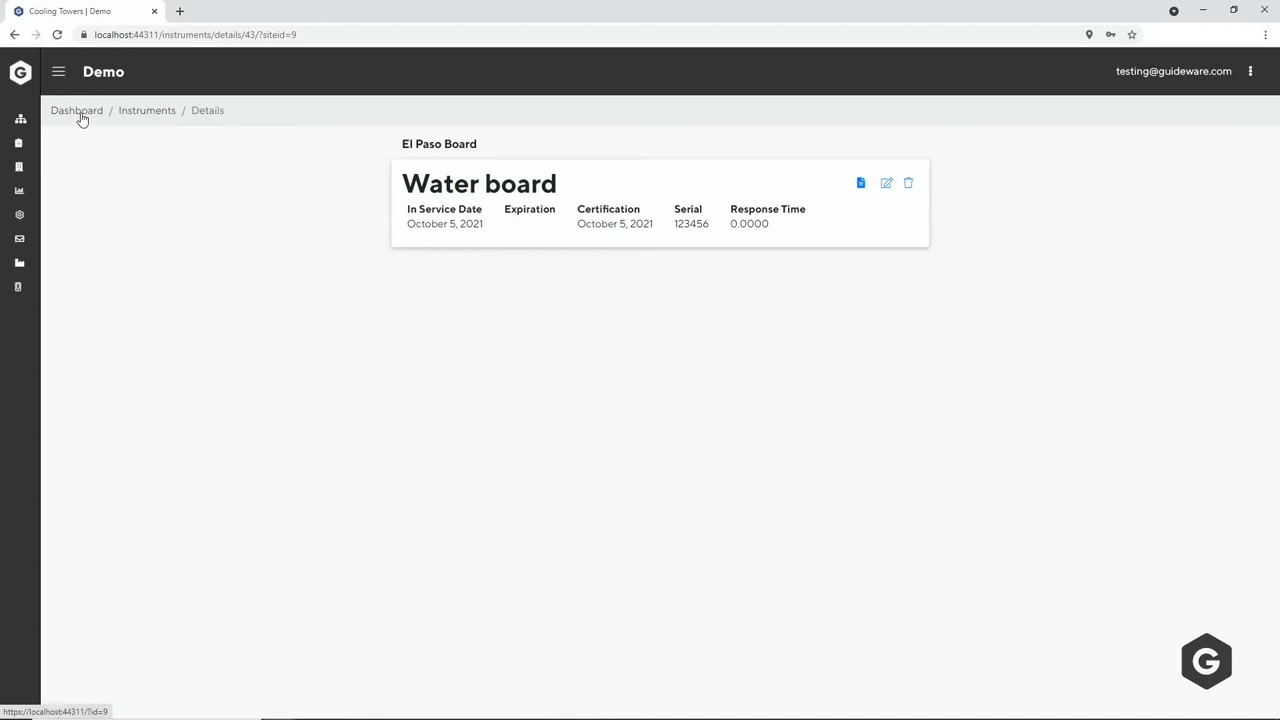 Cooling Towers | Demo
localhost:44311/instruments/details/43/?siteid=9
G
Demo
testing@guideware.com
Dashboard / Instruments / Details
El Paso Board
Water board
In Service Date Expiration Certification Serial Response Time
October 5, 2021 October 5, 2021 123456 0.0000
G
https://localhost:44311/?id=9